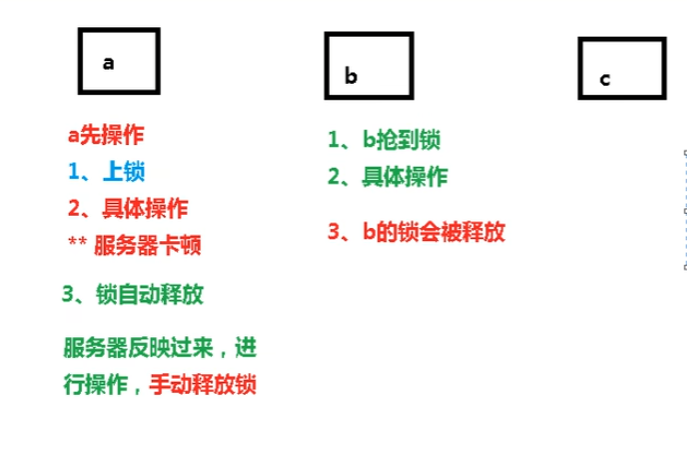 a
b
c
a先操作
1、上锁
2、具体操作
** 服务器卡顿
3、锁自动释放
服务器反映过来，进
行操作，手动释放锁
1、b抢到锁
2、具体操作
3、b的锁会被释放